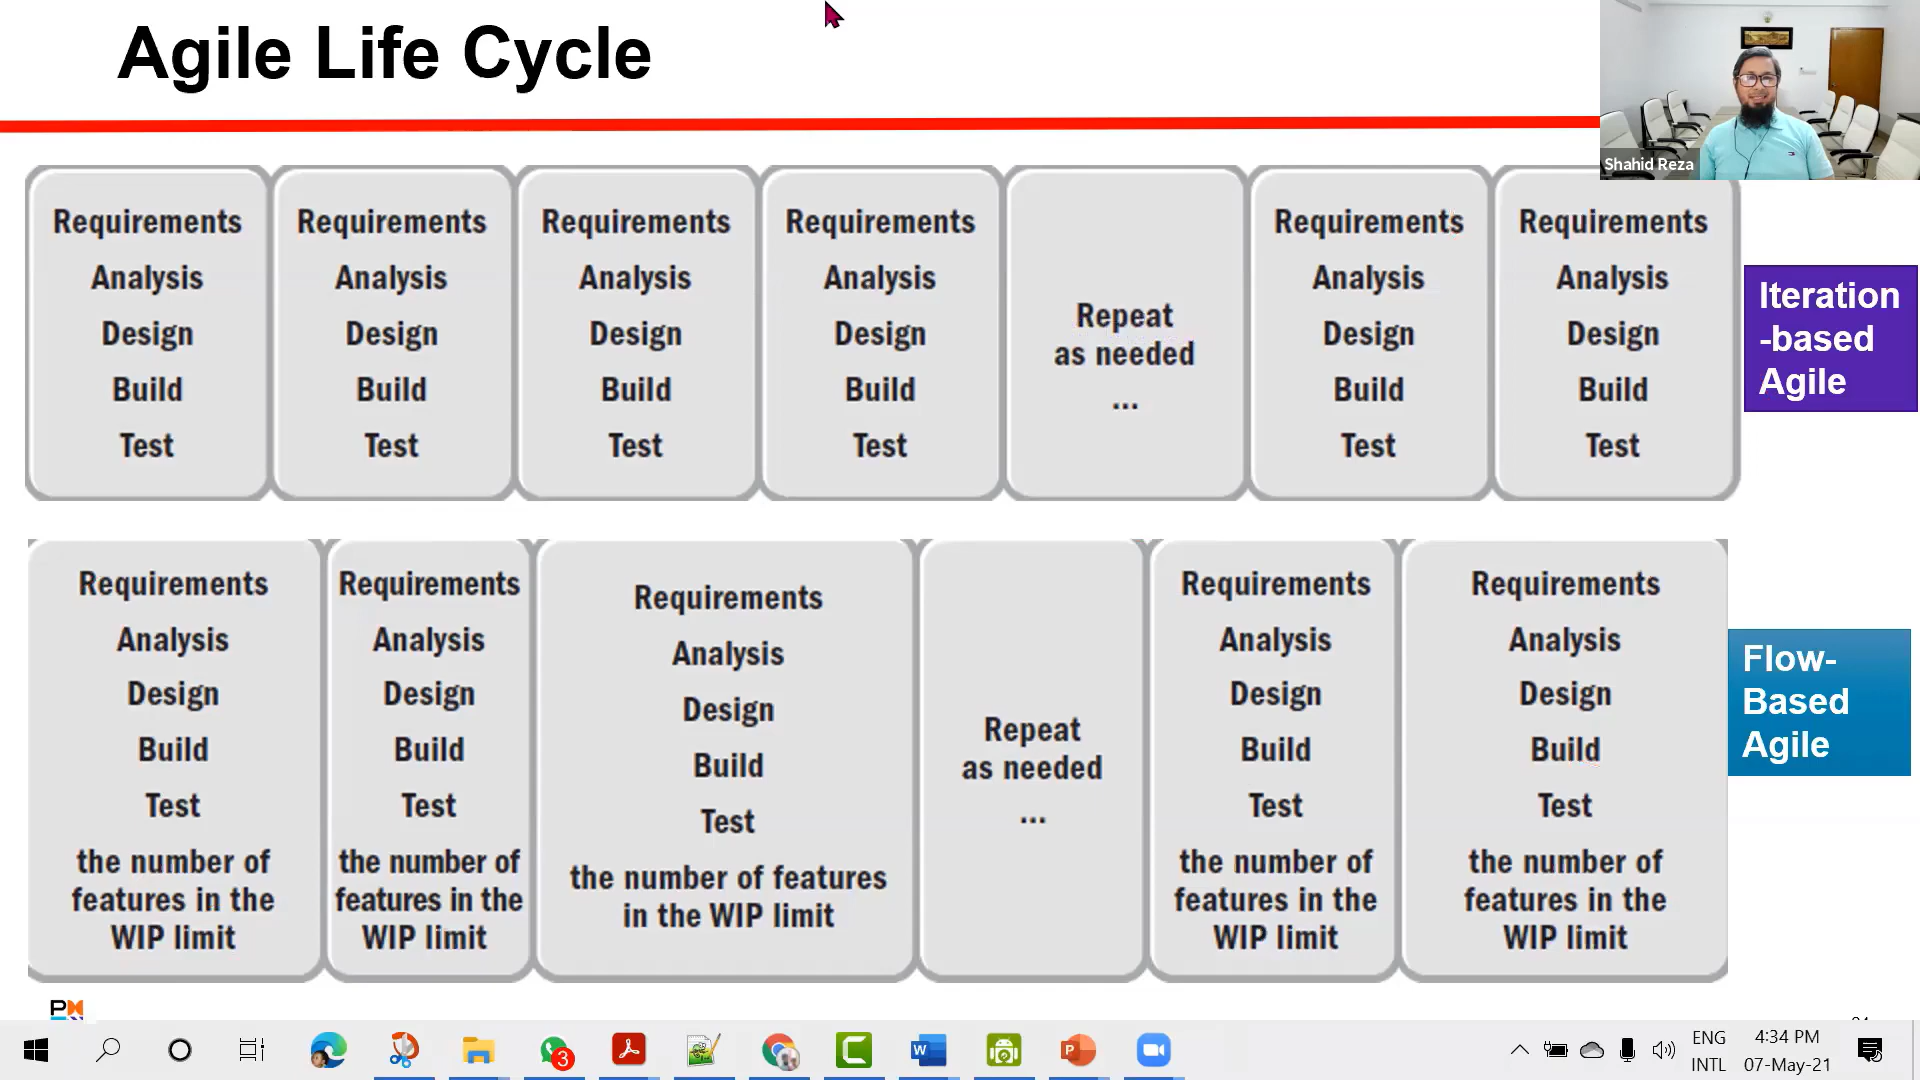 Agile Life Cycle
Shahid Reza
Requirements
Analysis
Design
Build
Test
Requirements
Analysis
Design
Build
Test
Requirements
Analysis
Design
Build
Test
Requirements
Analysis
Design
Build
Test
Repeat
as needed
...
Requirements
Analysis
Design
Build
Test
Requirements
Analysis
Design
Build
Test
Iteration
-based
Agile
Requirements
Analysis
Design
Build
Test
the number of
features in the
WIP limit
Requirements
Analysis
Design
Build
Test
the number of
features in the
WIP limit
Requirements
Analysis
Design
Build
Test
the number of features
in the WIP limit
Repeat
as needed
...
Requirements
Analysis
Design
Build
Test
the number of
features in the
WIP limit
Requirements
Analysis
Design
Build
Test
the number of
features in the
WIP limit
Flow-
Based
Agile
3
W
P
ENG
INTL
4:34 PM
07-May-21